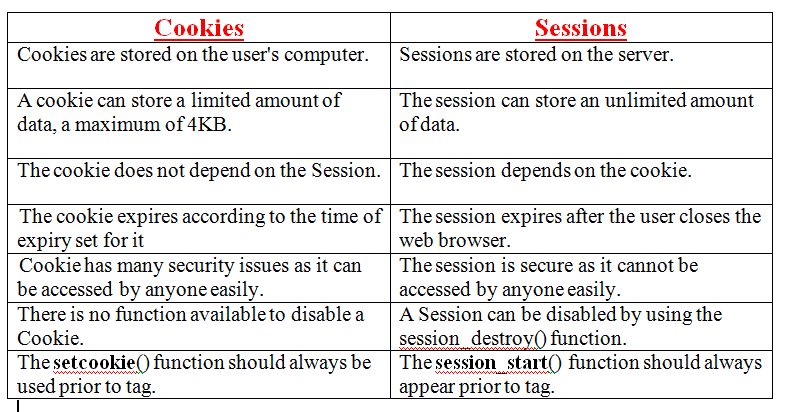 Cookies
Sessions
Cookies are stored on the user's computer.
Sessions are stored on the server.
A cookie can store a limited amount of
data, a maximum of 4KB.
The session can store an unlimited amount
of data.
The cookie does not depend on the Session.
The session depends on the cookie.
The cookie expires according to the time of
expiry set for it
The session expires after the user closes the
web browser.
Cookie has many security issues as it can
be accessed by anyone easily.
The session is secure as it cannot be
accessed by anyone easily.
There is no function available to disable a
Cookie.
A Session can be disabled by using the
session_destroy() function.
The setcookie() function should always be
used prior to tag.
The session_start() function should always
appear prior to tag.